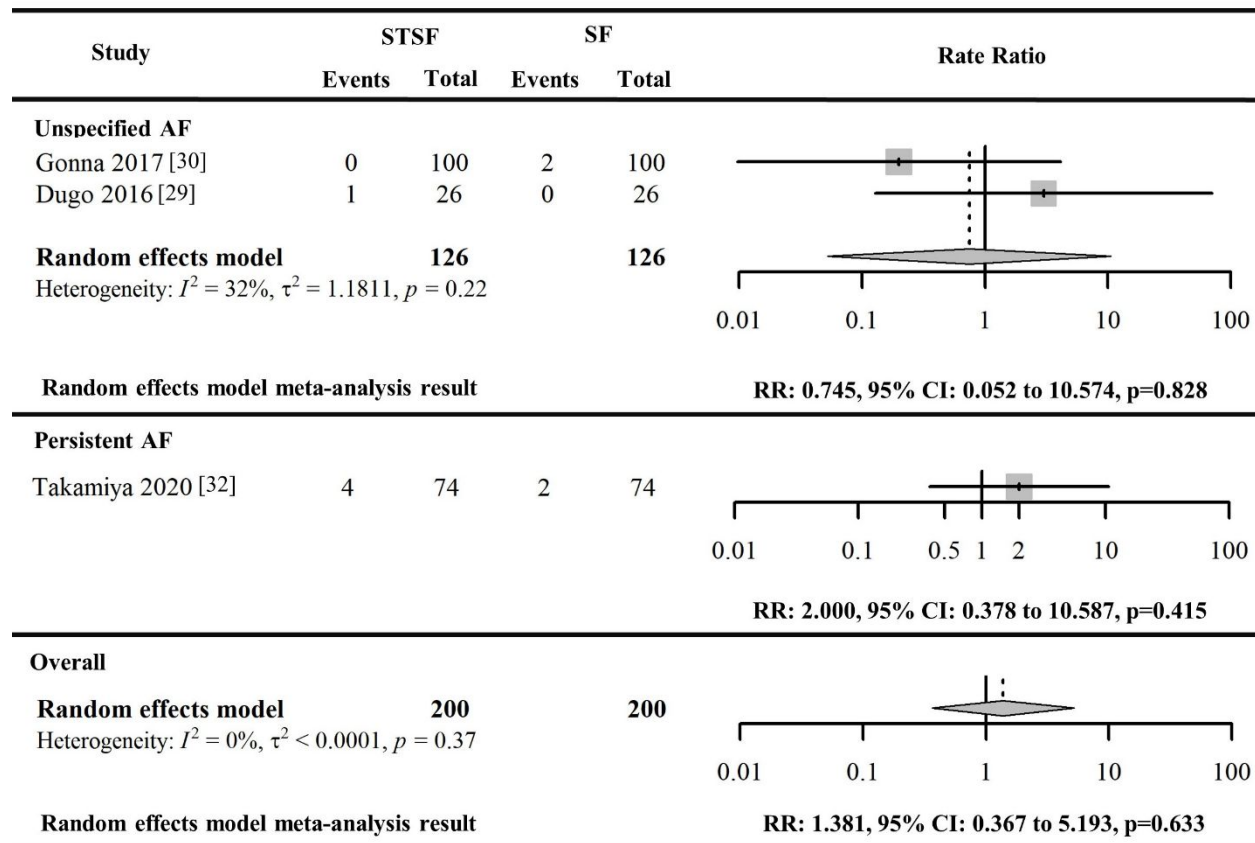 Study STSF SF Rate Ratio
Events Total Events Total
Unspecified AF
Gonna 2017 [30] 0 100 2 100
Dugo 2016 [29] 1 26 0 26
Random effects model 126 126
Heterogeneity: I² = 32%, τ² = 1.1811, p = 0.22
0.01 0.1 1 10 100
Random effects model meta-analysis result RR: 0.745, 95% CI: 0.052 to 10.574, p=0.828
Persistent AF
Takamiya 2020 [32] 4 74 2 74
0.01 0.1 0.5 1 2 10 100
RR: 2.000, 95% CI: 0.378 to 10.587, p=0.415
Overall
Random effects model 200 200
Heterogeneity: I² = 0%, τ² < 0.0001, p = 0.37
0.01 0.1 1 10 100
Random effects model meta-analysis result RR: 1.381, 95% CI: 0.367 to 5.193, p=0.633